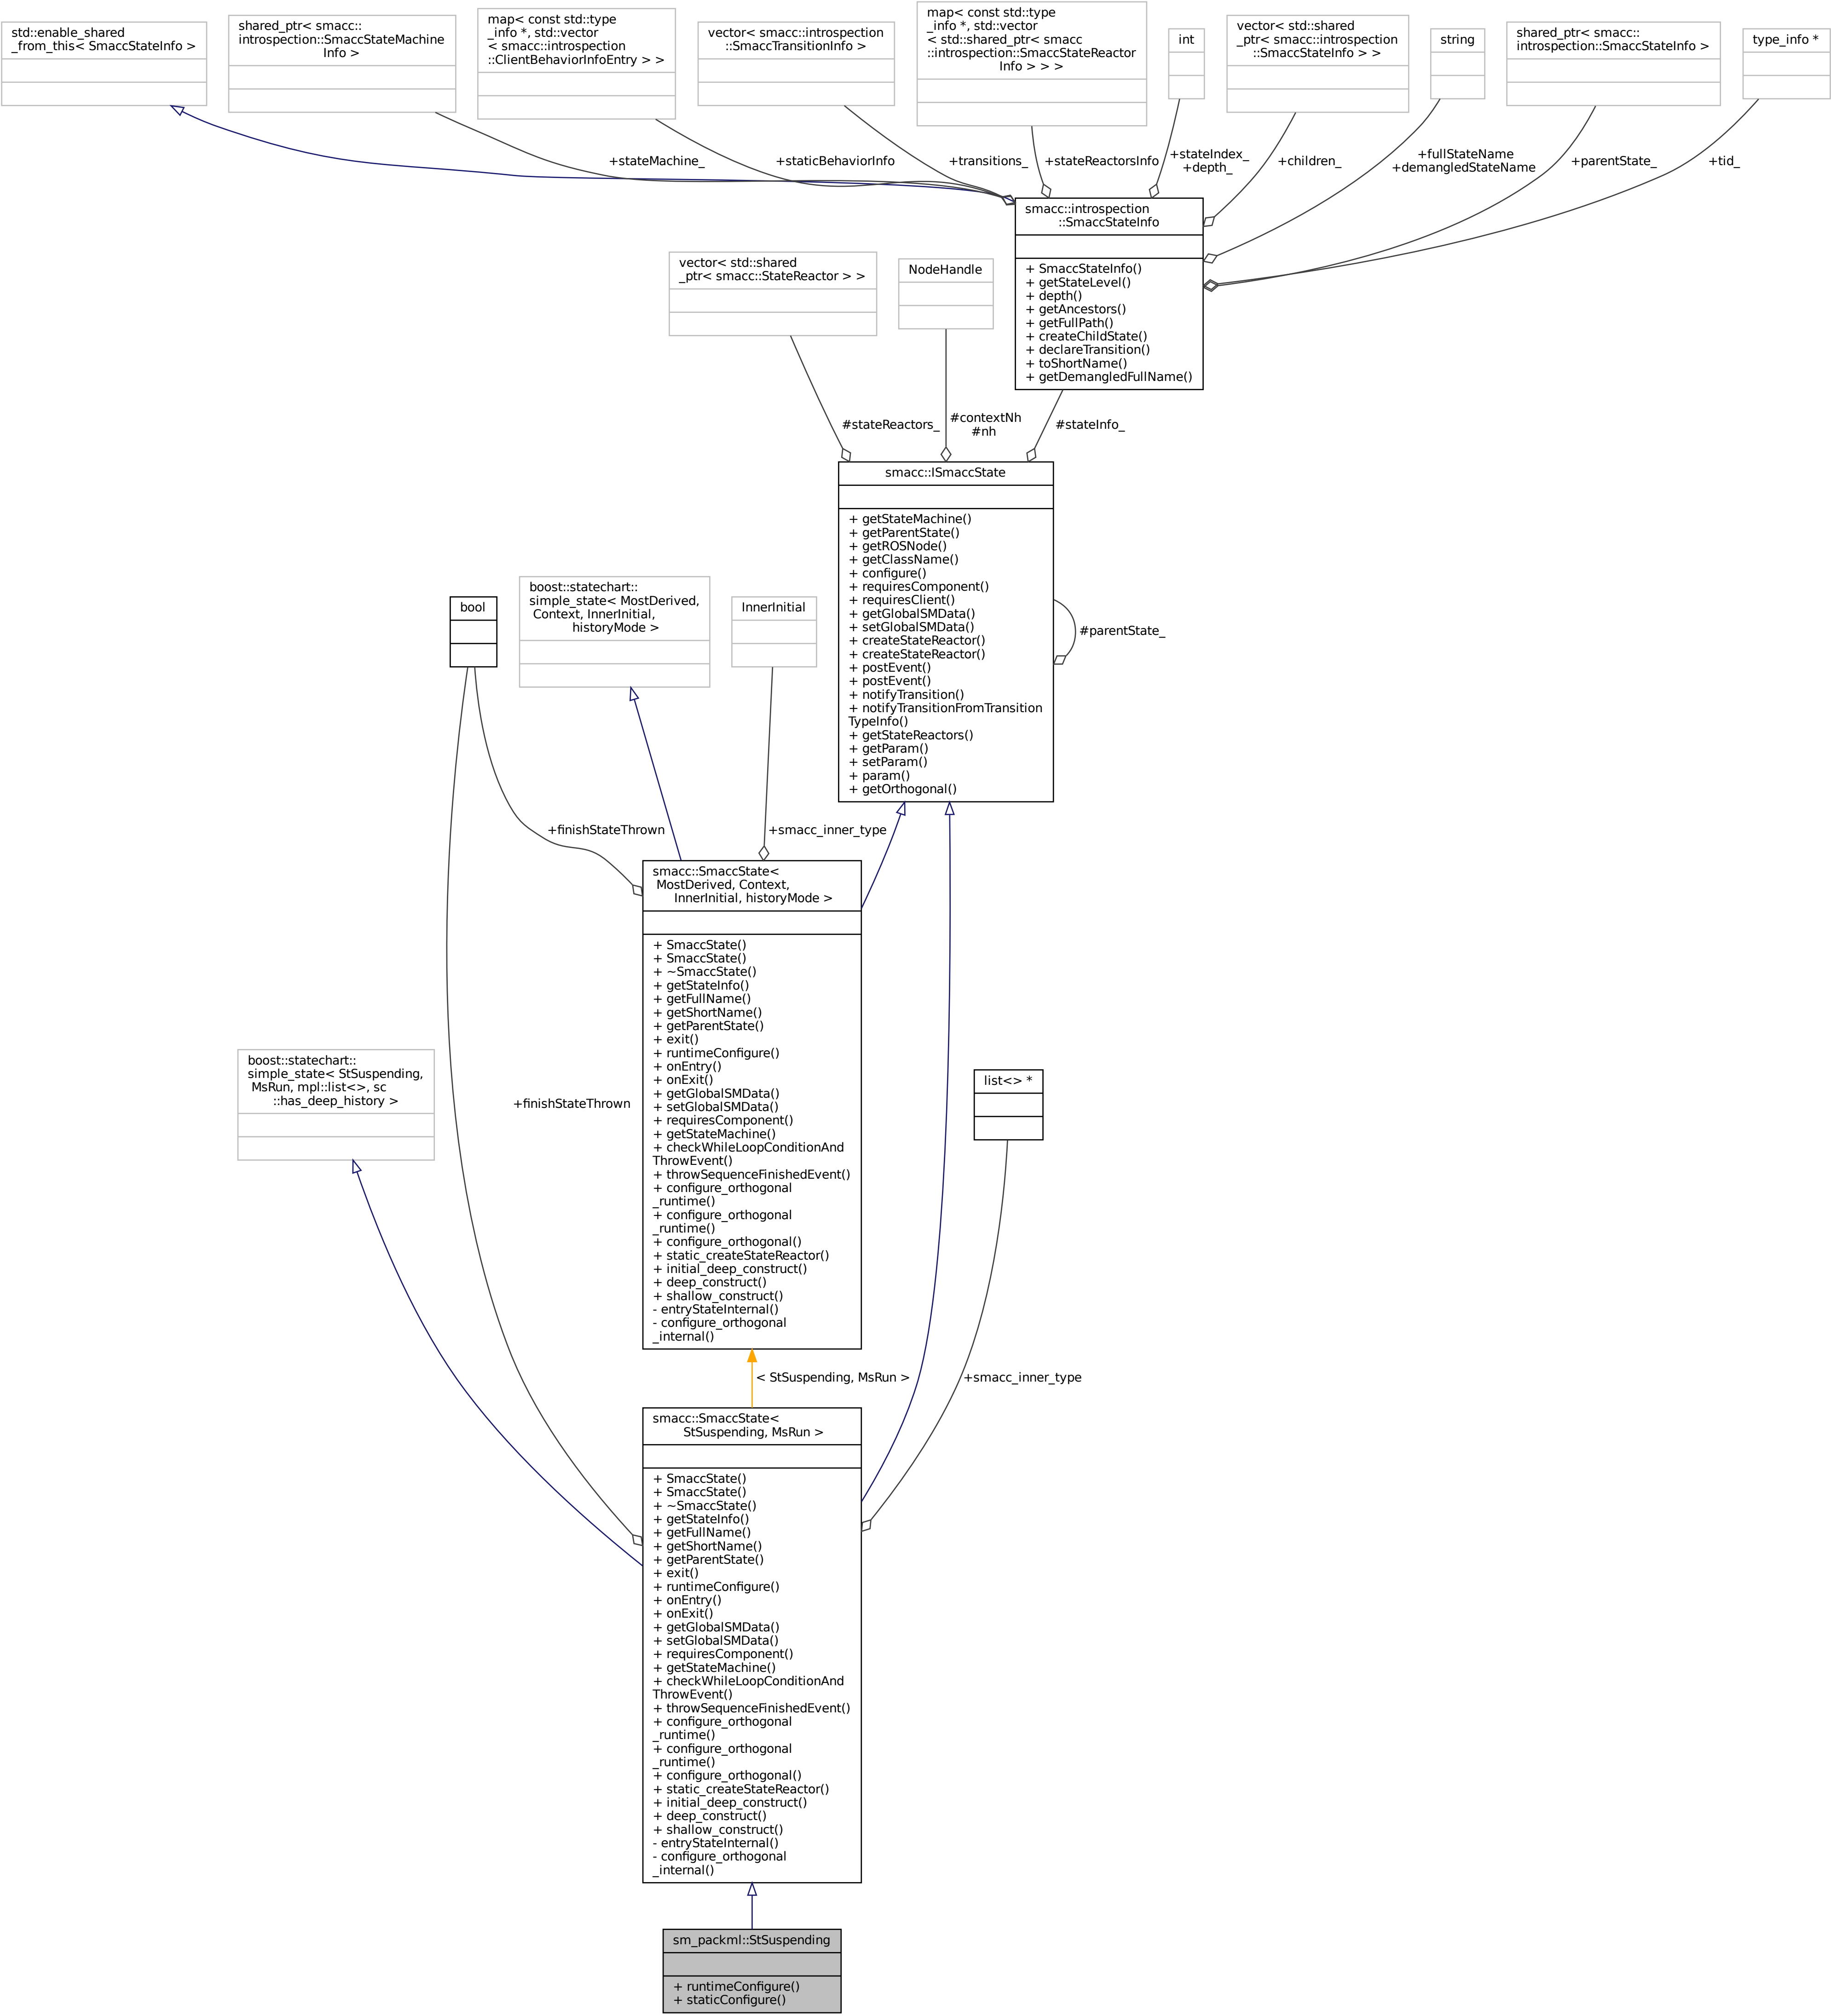 std::enable_shared
_from_this< SmaccStateInfo >
shared_ptr< smacc::
introspection::SmaccStateMachine
Info >
map< const std::type
_info *, std::vector
< smacc::introspection
::ClientBehaviorInfoEntry > >
vector< smacc::introspection
::SmaccTransitionInfo >
map< const std::type
_info *, std::vector
< std::shared_ptr< smacc
::introspection::SmaccStateReactor
Info > > >
int
vector< std::shared
_ptr< smacc::introspection
::SmaccStateInfo > >
string
shared_ptr< smacc::
introspection::SmaccStateInfo >
type_info *
+stateMachine_
+staticBehaviorInfo
+transitions_
+stateReactorsInfo
+stateIndex_
+depth_
+children_
+fullStateName
+demangledStateName
+parentState_
+tid_
smacc::introspection
::SmaccStateInfo
+ SmaccStateInfo()
+ getStateLevel()
+ depth()
+ getAncestors()
+ getFullPath()
+ createChildState()
+ declareTransition()
+ toShortName()
+ getDemangledFullName()
vector< std::shared
_ptr< smacc::StateReactor > >
NodeHandle
#stateReactors_
#contextNh
#nh
#stateInfo_
smacc::ISmaccState
+ getStateMachine()
+ getParentState()
+ getROSNode()
+ getClassName()
+ configure()
+ requiresComponent()
+ requiresClient()
+ getGlobalSMData()
+ setGlobalSMData()
+ createStateReactor()
+ createStateReactor()
+ postEvent()
+ postEvent()
+ notifyTransition()
+ notifyTransitionFromTransition
TypeInfo()
+ getStateReactors()
+ getParam()
+ setParam()
+ param()
+ getOrthogonal()
#parentState_
bool
boost::statechart::
simple_state< MostDerived,
Context, InnerInitial,
historyMode >
InnerInitial
+finishStateThrown
+smacc_inner_type
smacc::SmaccState<
MostDerived, Context,
InnerInitial, historyMode >
+ SmaccState()
+ SmaccState()
+ ~SmaccState()
+ getStateInfo()
+ getFullName()
+ getShortName()
+ getParentState()
+ exit()
+ runtimeConfigure()
+ onEntry()
+ onExit()
+ getGlobalSMData()
+ setGlobalSMData()
+ requiresComponent()
+ getStateMachine()
+ checkWhileLoopConditionAnd
ThrowEvent()
+ throwSequenceFinishedEvent()
+ configure_orthogonal
_runtime()
+ configure_orthogonal
_runtime()
+ configure_orthogonal()
+ static_createStateReactor()
+ initial_deep_construct()
+ deep_construct()
+ shallow_construct()
- entryStateInternal()
- configure_orthogonal
_internal()
boost::statechart::
simple_state< StSuspending,
MsRun, mpl::list<>, sc
::has_deep_history >
+finishStateThrown
list<> *
< StSuspending, MsRun >
+smacc_inner_type
smacc::SmaccState<
StSuspending, MsRun >
+ SmaccState()
+ SmaccState()
+ ~SmaccState()
+ getStateInfo()
+ getFullName()
+ getShortName()
+ getParentState()
+ exit()
+ runtimeConfigure()
+ onEntry()
+ onExit()
+ getGlobalSMData()
+ setGlobalSMData()
+ requiresComponent()
+ getStateMachine()
+ checkWhileLoopConditionAnd
ThrowEvent()
+ throwSequenceFinishedEvent()
+ configure_orthogonal
_runtime()
+ configure_orthogonal
_runtime()
+ configure_orthogonal()
+ static_createStateReactor()
+ initial_deep_construct()
+ deep_construct()
+ shallow_construct()
- entryStateInternal()
- configure_orthogonal
_internal()
sm_packml::StSuspending
+ runtimeConfigure()
+ staticConfigure()